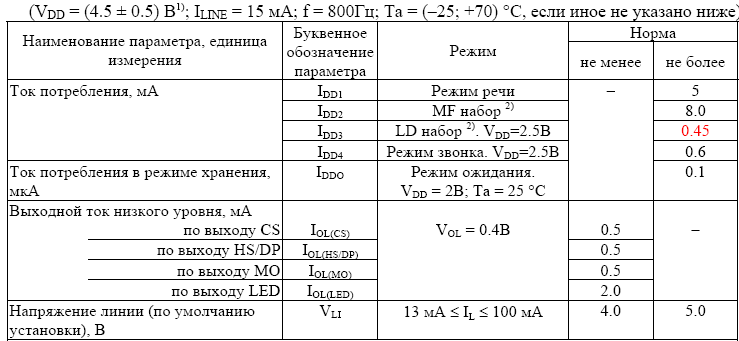 (VDD = (4.5 ± 0.5) В1); ILINE = 15 мА; f = 800Гц; Та = (–25; +70) °С, если иное не указано ниже)
Наименование параметра, единица измерения
Буквенное обозначение параметра
Режим
Норма
не менее
не более
Ток потребления, мА
IDD1
Режим речи
–
5
IDD2
MF набор 2)
8.0
IDD3
LD набор 2). VDD=2.5В
0.45
IDD4
Режим звонка. VDD=2.5В
0.6
Ток потребления в режиме хранения, мкА
IDDO
Режим ожидания.
VDD = 2В; Та = 25 °С
0.1
Выходной ток низкого уровня, мА
по выходу CS
IOL(CS)
VOL = 0.4В
0.5
–
по выходу HS/DP
IOL(HS/DP)
0.5
по выходу MO
IOL(MO)
0.5
по выходу LED
IOL(LED)
2.0
Напряжение линии (по умолчанию установки), В
VLI
13 мА ≤ IL ≤ 100 мА
4.0
5.0